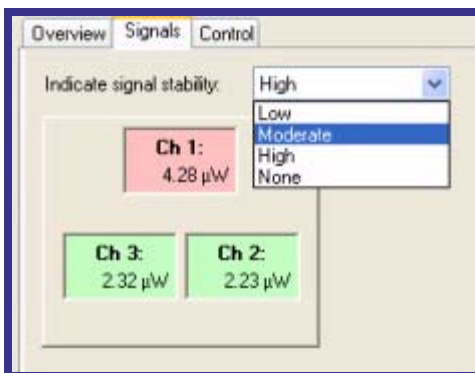 Overview Signals Control
Indicate signal stability: High
Low
Moderate
High
None
Ch 1:
4.28 µW
Ch 3: Ch 2:
2.32 µW 2.23 µW